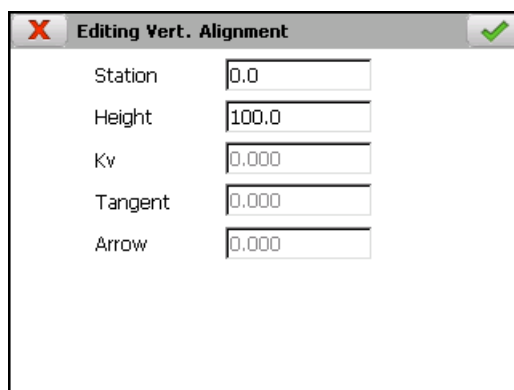 Editing Vert. Alignment
Station 0.0
Height 100.0
Kv 0.000
Tangent 0.000
Arrow 0.000